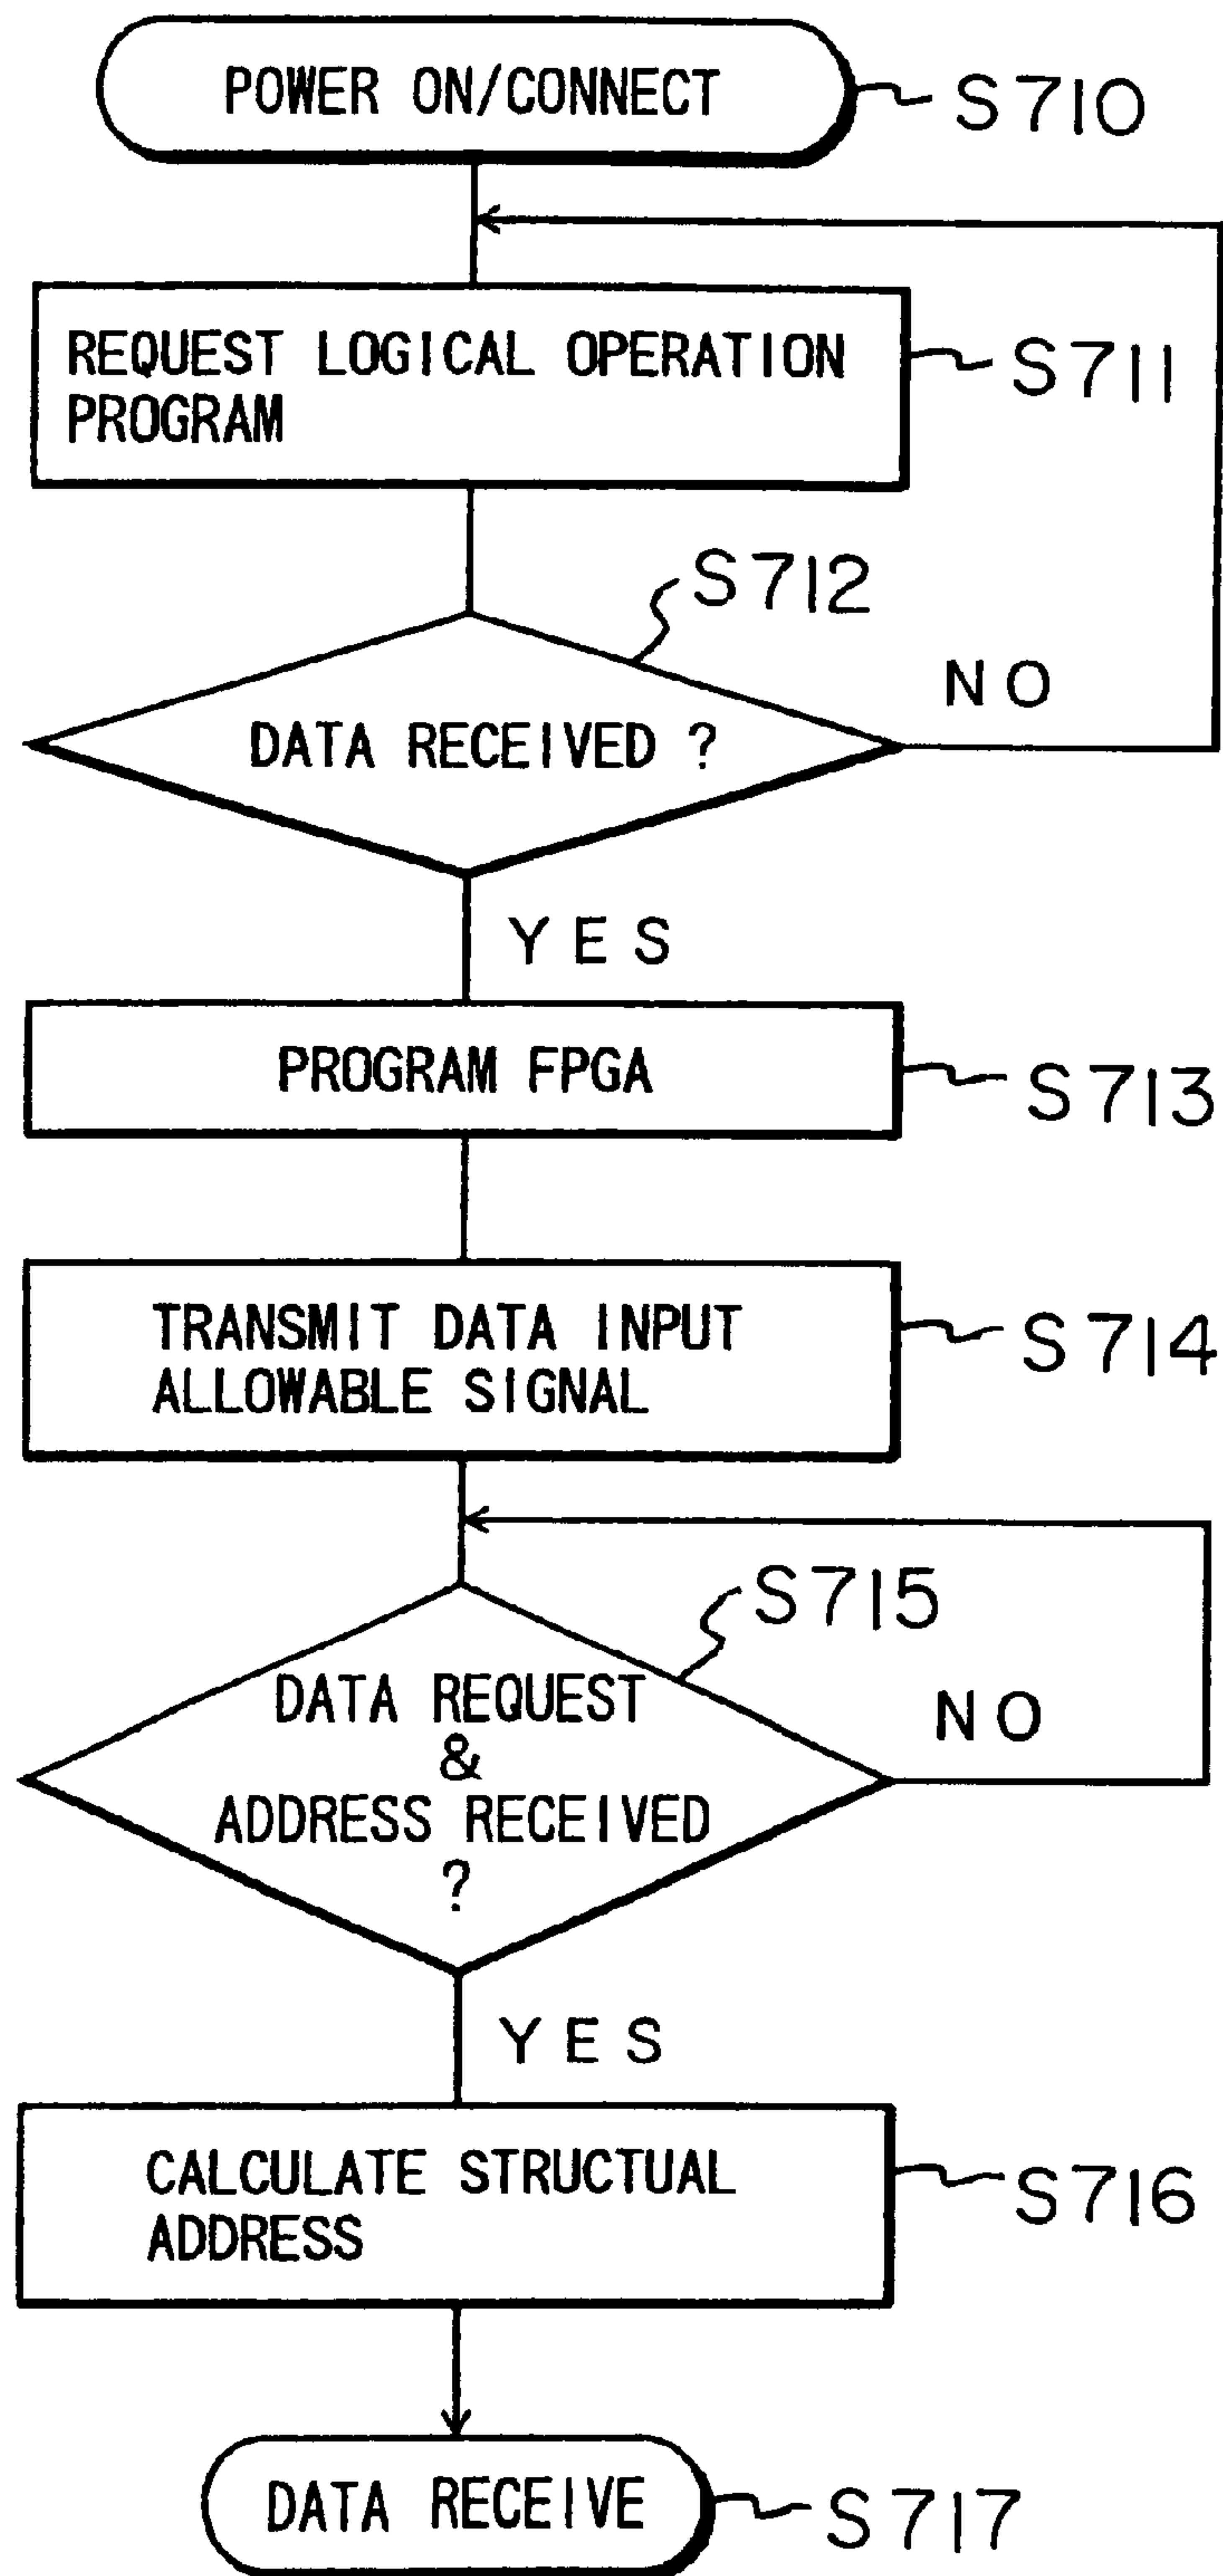 POWER ON/CONNECT
S710
REQUEST LOGICAL OPERATION
PROGRAM
S711
S712
DATA RECEIVED ?
NO
YES
PROGRAM FPGA
S713
TRANSMIT DATA INPUT
ALLOWABLE SIGNAL
S714
S715
DATA REQUEST
&
ADDRESS RECEIVED
?
NO
YES
CALCULATE STRUCTUAL
ADDRESS
S716
DATA RECEIVE
S717